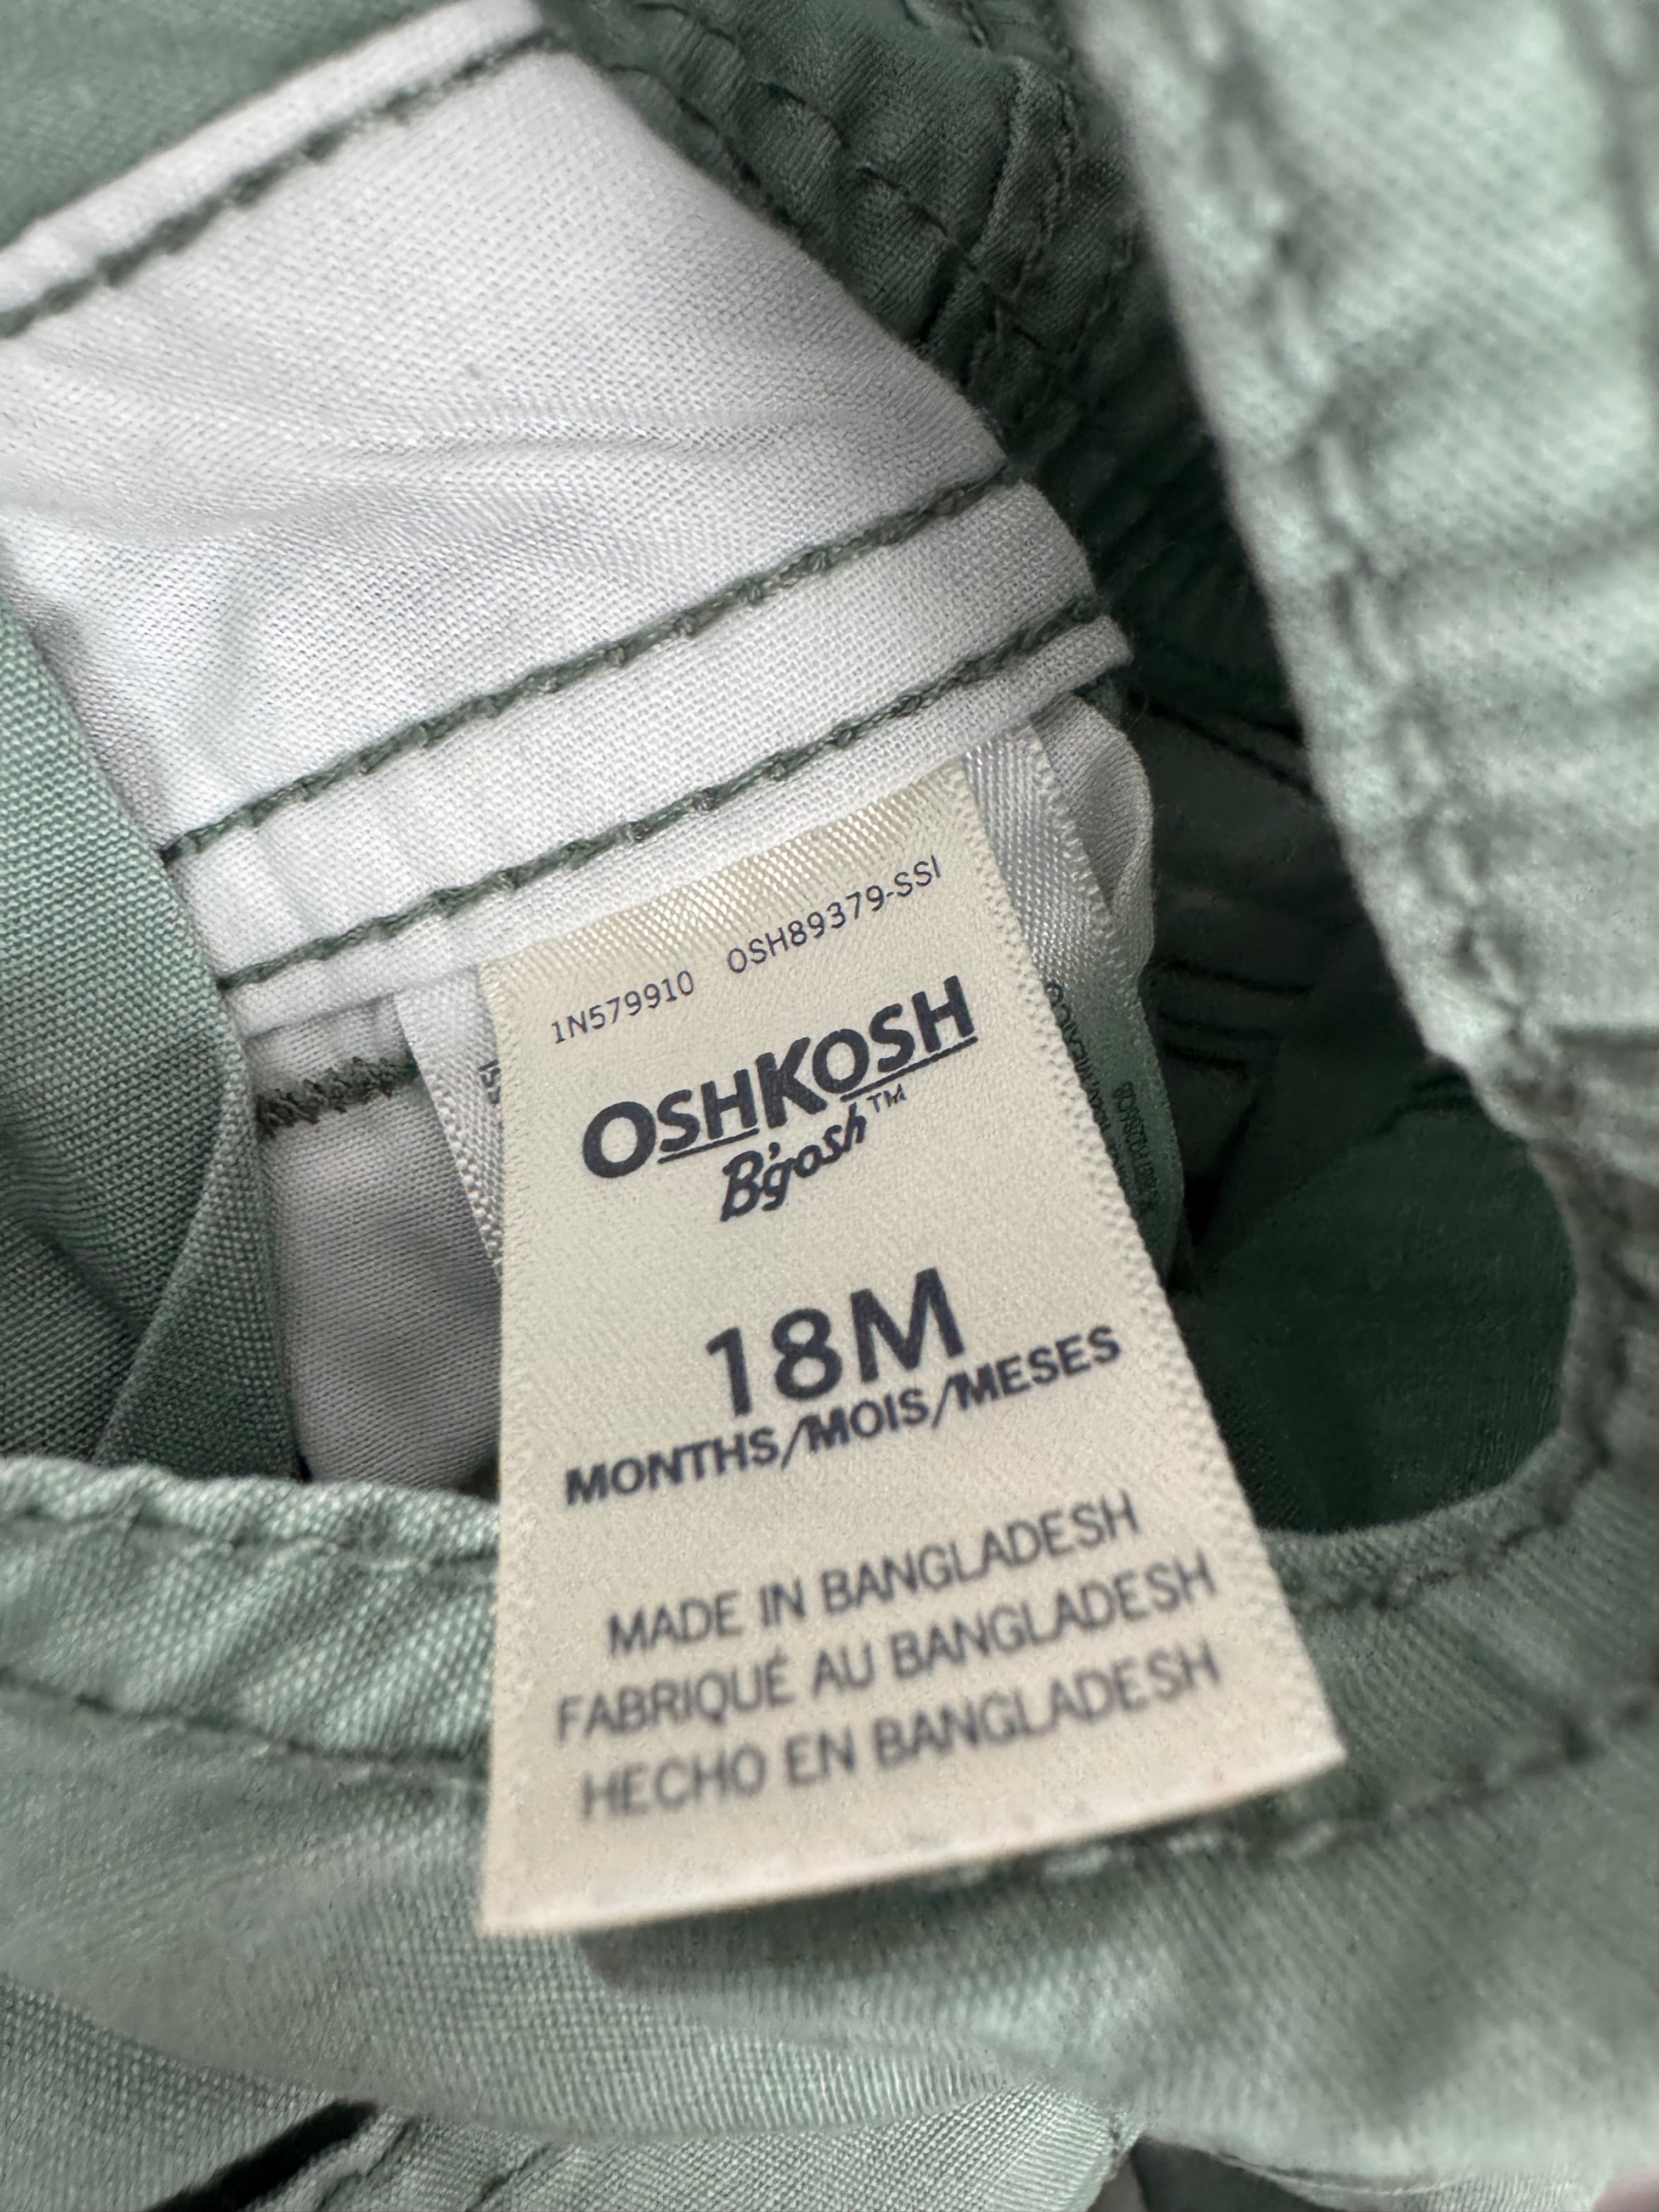 1N579910 OSH89379-SSI
OSHKOSH
B'gosh™
18M
MONTHS/MOIS/MESES
MADE IN BANGLADESH
FABRIQUÉ AU BANGLADESH
HECHO EN BANGLADESH